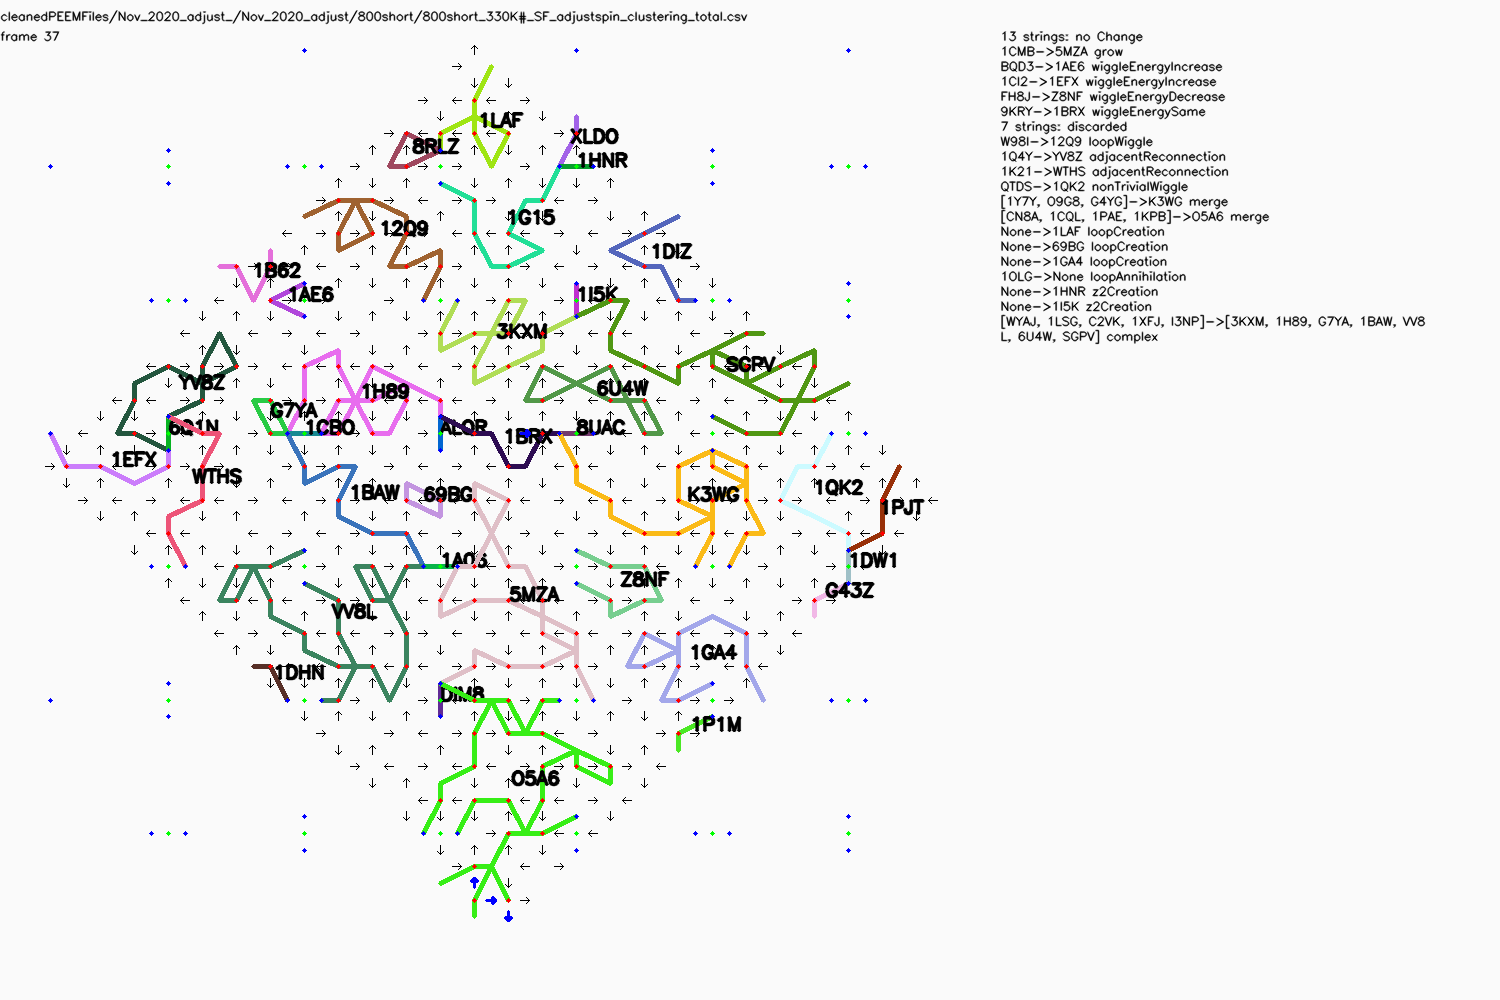 cleanedPEEMFiles/Nov_2020_adjust_/Nov_2020_adjust/800short/800short_330K#_SF_adjustspin_clustering_total.csv
frame 37
13 strings: no Change
1CMB->5MZA grow
BQD3->1AE6 wiggleEnergyIncrease
1CI2->1EFX wiggleEnergyIncrease
FH8J->Z8NF wiggleEnergyDecrease
9KRY->1BRX wiggleEnergySame
7 strings: discarded
W98I->12Q9 loopWiggle
1Q4Y->YV8Z adjacentReconnection
1K21->WTHS adjacentReconnection
QTDS->1QK2 nonTrivialWiggle
[1Y7Y, O9G8, G4YG]->K3WG merge
[CN8A, 1CQL, 1PAE, 1KPB]->O5A6 merge
None->1LAF loopCreation
None->69BG loopCreation
None->1GA4 loopCreation
1OLG->None loopAnnihilation
None->1HNR z2Creation
None->1I5K z2Creation
[WYAJ, 1LSG, C2VK, 1XFJ, I3NP]->[3KXM, 1H89, G7YA, 1BAW, VV8
L, 6U4W, SGPV] complex
1LAF
XLDO
8RLZ
1HNR
1G15
12Q9
1DIZ
1B62
1AE6
1I5K
3KXM
SGPV
YV8Z
1H89
6U4W
G7YA
6Q1N
1CBO
1BRX
8UAC
1EFX
WTHS
1BAW
69BG
K3WG
1QK2
1PJT
1DW1
Z8NF
G43Z
5MZA
VV8L
1GA4
1DHN
DIM8
1P1M
O5A6